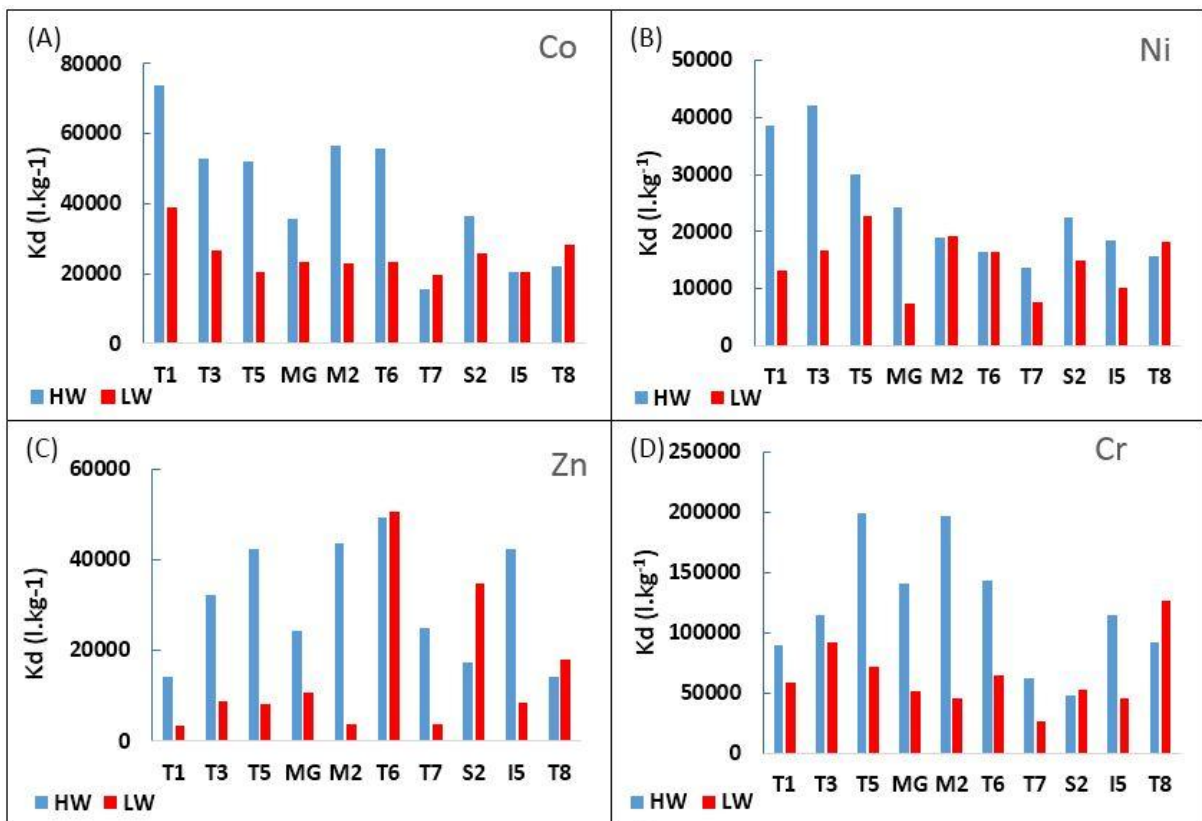 (A) Co
80000
60000
40000
20000
0
Kd (l.kg-1)
T1 T3 T5 MG M2 T6 T7 S2 I5 T8
HW LW
(B) Ni
50000
40000
30000
20000
10000
0
Kd (l.kg⁻¹)
T1 T3 T5 MG M2 T6 T7 S2 I5 T8
HW LW
(C) Zn
60000
40000
20000
0
Kd (l.kg-1)
T1 T3 T5 MG M2 T6 T7 S2 I5 T8
HW LW
(D) Cr
250000
200000
150000
100000
50000
0
Kd (l.kg⁻¹)
T1 T3 T5 MG M2 T6 T7 S2 I5 T8
HW LW